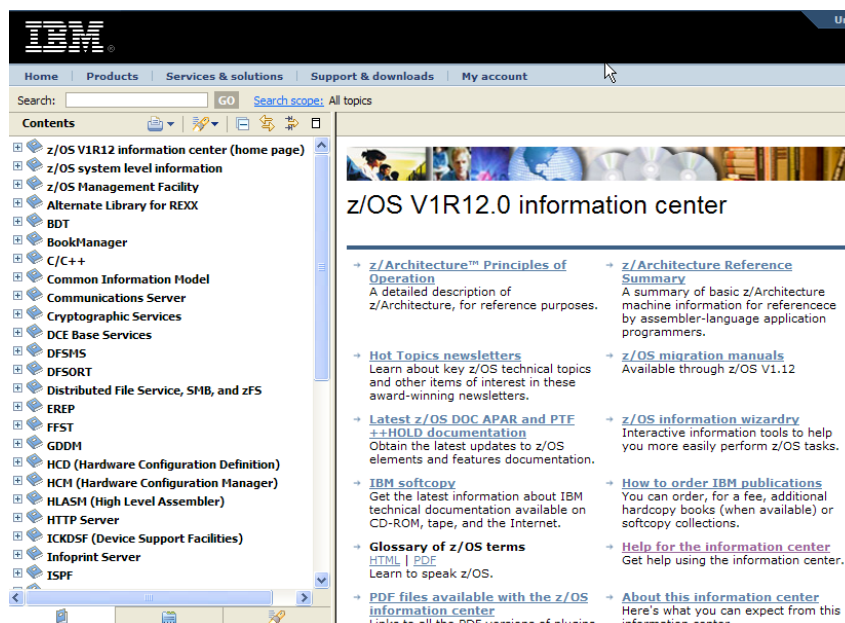 IBM®
Home | Products | Services & solutions | Support & downloads | My account
Search: GO Search scope: All topics
Contents
z/OS V1R12 information center (home page)
z/OS system level information
z/OS Management Facility
Alternate Library for REXX
BDT
BookManager
C/C++
Common Information Model
Communications Server
Cryptographic Services
DCE Base Services
DFSMS
DFSORT
Distributed File Service, SMB, and zFS
EREP
FFST
GDDM
HCD (Hardware Configuration Definition)
HCM (Hardware Configuration Manager)
HLASM (High Level Assembler)
HTTP Server
ICKDSF (Device Support Facilities)
Infoprint Server
ISPF
z/OS V1R12.0 information center
z/Architecture™ Principles of
Operation
A detailed description of
z/Architecture, for reference purposes.
z/Architecture Reference
Summary
A summary of basic z/Architecture
machine information for referencece
by assembler-language application
programmers.
Hot Topics newsletters
Learn about key z/OS technical topics
and other items of interest in these
award-winning newsletters.
z/OS migration manuals
Available through z/OS V1.12
Latest z/OS DOC APAR and PTF
++HOLD documentation
Obtain the latest updates to z/OS
elements and features documentation.
z/OS information wizardry
Interactive information tools to help
you more easily perform z/OS tasks.
IBM softcopy
Get the latest information about IBM
technical documentation available on
CD-ROM, tape, and the Internet.
How to order IBM publications
You can order, for a fee, additional
hardcopy books (when available) or
softcopy collections.
Glossary of z/OS terms
HTML | PDF
Learn to speak z/OS.
Help for the information center
Get help using the information center.
PDF files available with the z/OS
information center
Links to all the PDF versions of plugins
About this information center
Here's what you can expect from this
information center